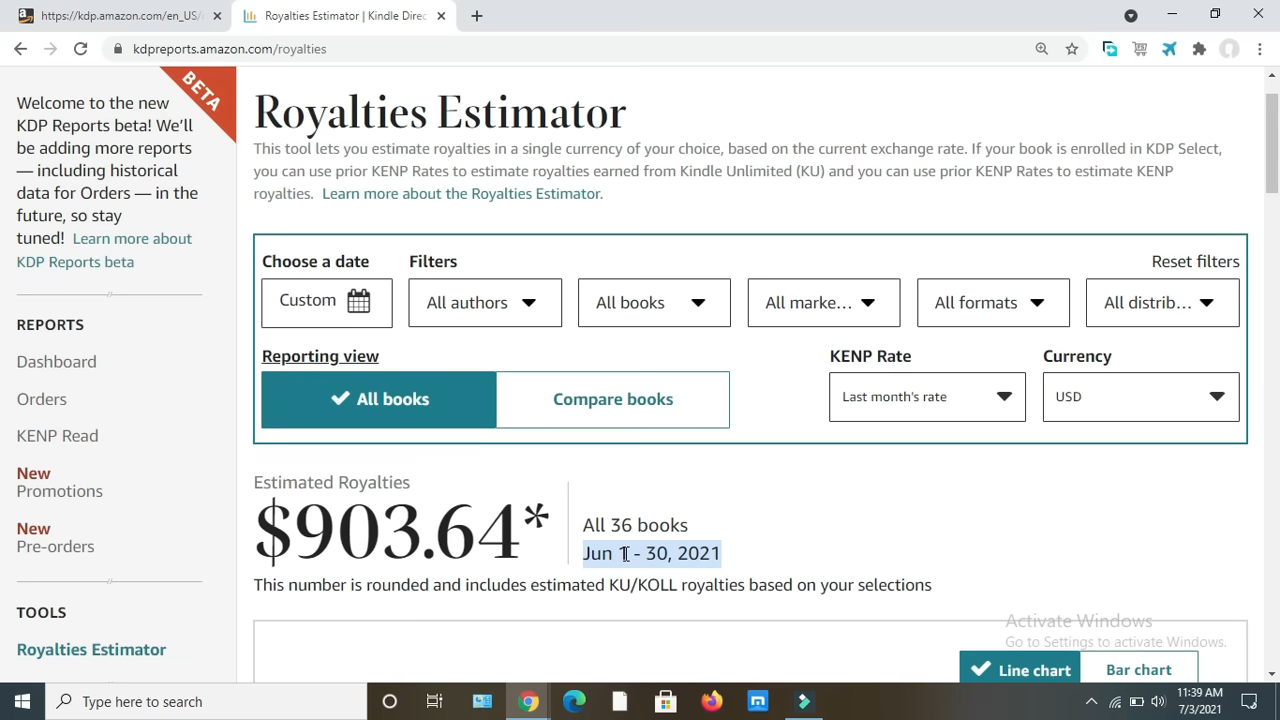 https://kdp.amazon.com/en_US/
Royalties Estimator | Kindle Direc
kdpreports.amazon.com/royalties
BETA
Welcome to the new
KDP Reports beta! We'll
be adding more reports
— including historical
data for Orders — in the
future, so stay
tuned! Learn more about
KDP Reports beta
REPORTS
Dashboard
Orders
KENP Read
New
Promotions
New
Pre-orders
TOOLS
Royalties Estimator
Royalties Estimator
This tool lets you estimate royalties in a single currency of your choice, based on the current exchange rate. If your book is enrolled in KDP Select,
you can use prior KENP Rates to estimate royalties earned from Kindle Unlimited (KU) and you can use prior KENP Rates to estimate KENP
royalties. Learn more about the Royalties Estimator.
Choose a date
Filters
Reset filters
Custom
All authors
All books
All marke...
All formats
All distrib...
Reporting view
KENP Rate
Currency
All books
Compare books
Last month's rate
USD
Estimated Royalties
$903.64*
All 36 books
Jun 1 - 30, 2021
This number is rounded and includes estimated KU/KOLL royalties based on your selections
Activate Windows
Go to Settings to activate Windows.
Line chart
Bar chart
Type here to search
11:39 AM
7/3/2021